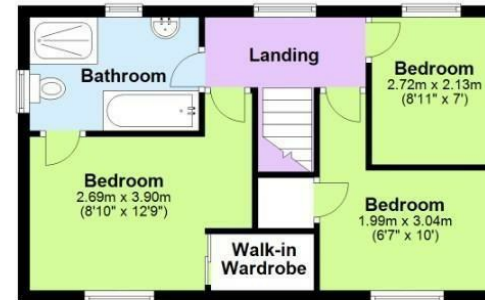 Bathroom
Landing
Bedroom
2.72m x 2.13m
(8'11" x 7')
Bedroom
2.69m x 3.90m
(8'10" x 12'9")
Bedroom
1.99m x 3.04m
(6'7" x 10')
Walk-in
Wardrobe